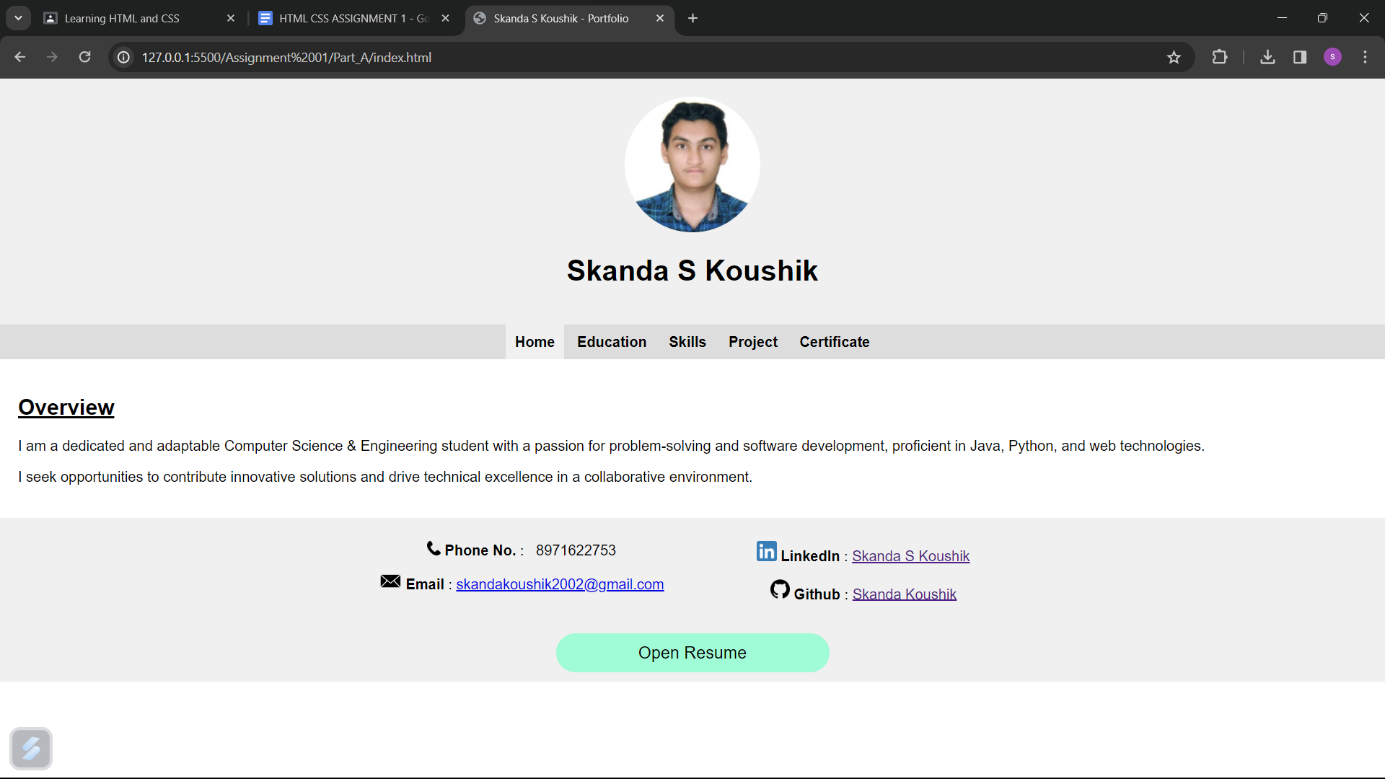 Learning HTML and CSS
HTML CSS ASSIGNMENT 1 - Go
Skanda S Koushik - Portfolio
127.0.0.1:5500/Assignment%2001/Part_A/index.html
S
Skanda S Koushik
Home Education Skills Project Certificate
Overview
I am a dedicated and adaptable Computer Science & Engineering student with a passion for problem-solving and software development, proficient in Java, Python, and web technologies.
I seek opportunities to contribute innovative solutions and drive technical excellence in a collaborative environment.
Phone No. : 8971622753
Email : skandakoushik2002@gmail.com
in LinkedIn : Skanda S Koushik
Github : Skanda Koushik
Open Resume